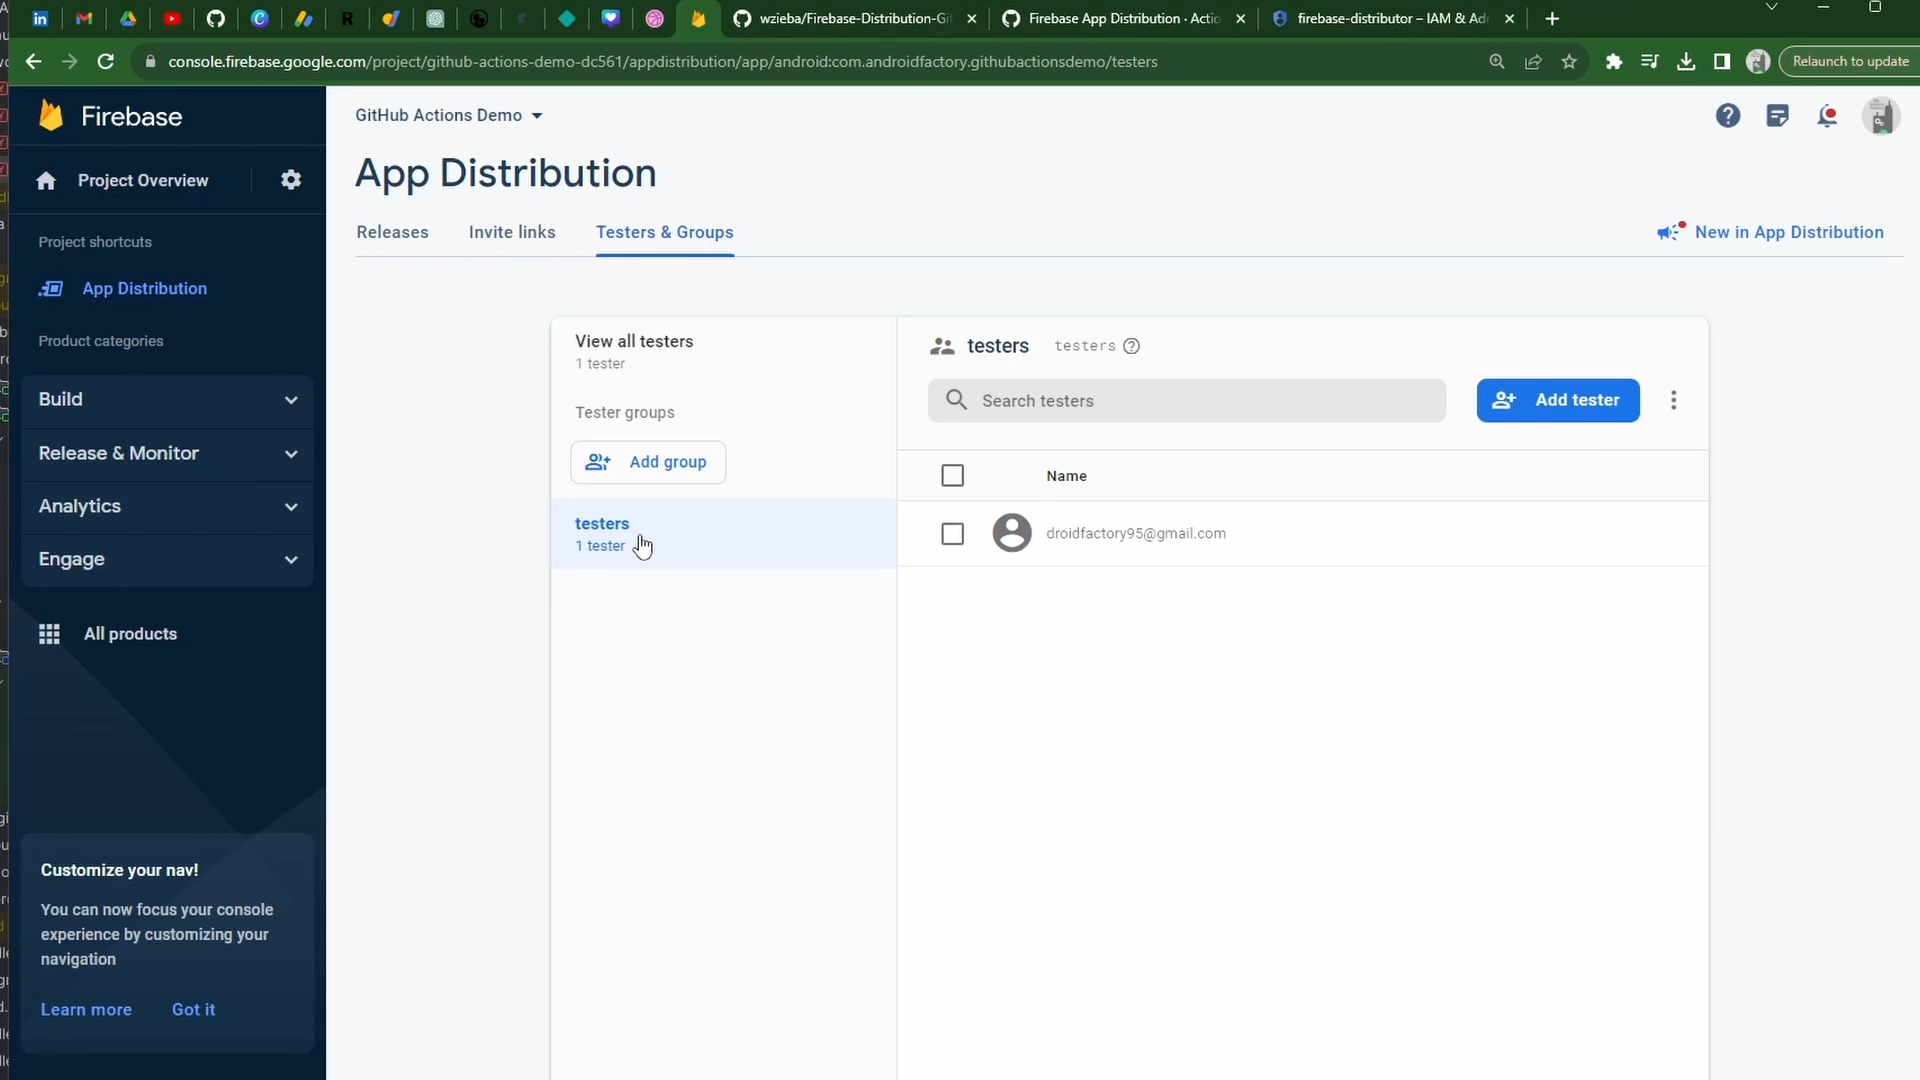 wzieba/Firebase-Distribution-Gi
Firebase App Distribution · Actio
firebase-distributor – IAM & Ad
console.firebase.google.com/project/github-actions-demo-dc561/appdistribution/app/android:com.androidfactory.githubactionsdemo/testers
Relaunch to update
Firebase
GitHub Actions Demo
Project Overview
App Distribution
Project shortcuts
Releases
Invite links
Testers & Groups
New in App Distribution
App Distribution
Product categories
View all testers
1 tester
testers testers
Build
Tester groups
Search testers
Add tester
Release & Monitor
Add group
Name
Analytics
testers
1 tester
droidfactory95@gmail.com
Engage
All products
Customize your nav!
You can now focus your console
experience by customizing your
navigation
Learn more
Got it